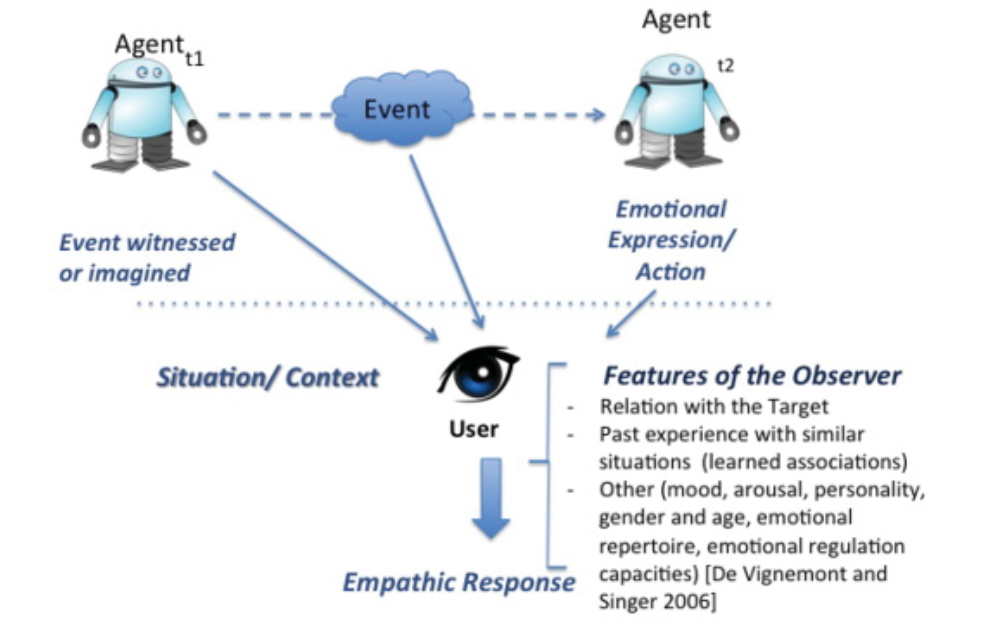 Agent t1
Agent
t2
Event
Event witnessed
or imagined
Emotional
Expression/
Action
Situation/ Context
User
Features of the Observer
- Relation with the Target
- Past experience with similar
situations (learned associations)
- Other (mood, arousal, personality,
gender and age, emotional
repertoire, emotional regulation
capacities) [De Vignemont and
Singer 2006]
Empathic Response